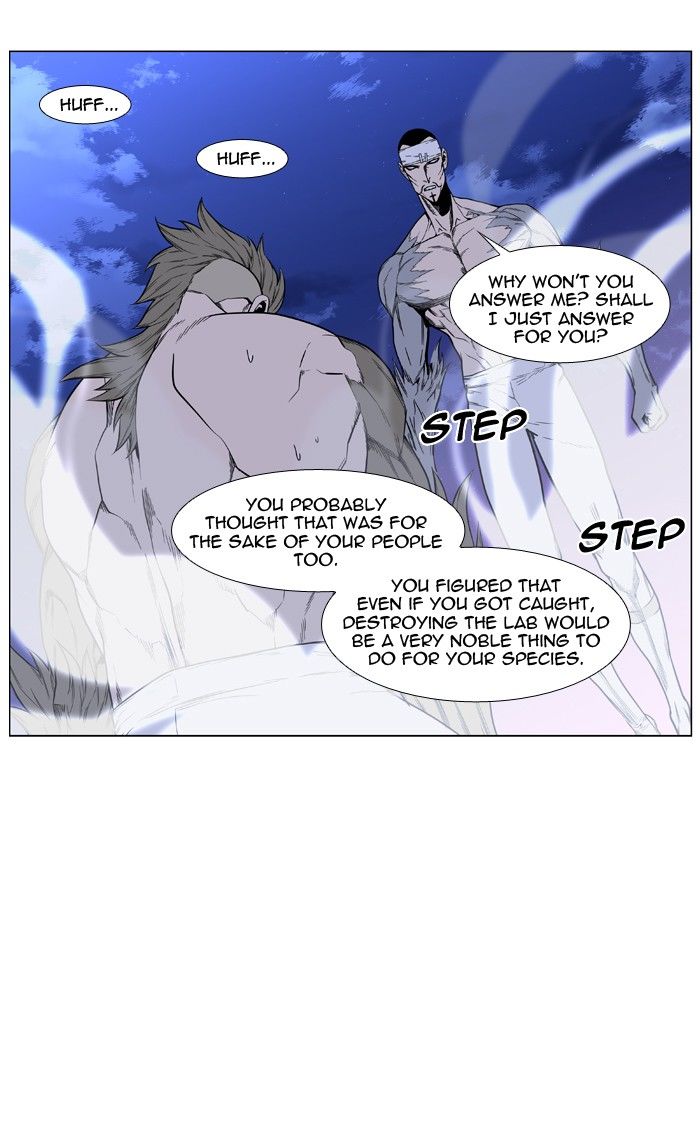 HUFF...
HUFF...
WHY WON'T YOU
ANSWER ME? SHALL
I JUST ANSWER
FOR YOU?
STEP
STEP
YOU PROBABLY
THOUGHT THAT WAS FOR
THE SAKE OF YOUR PEOPLE
TOO.
YOU FIGURED THAT
EVEN IF YOU GOT CAUGHT,
DESTROYING THE LAB WOULD
BE A VERY NOBLE THING TO
DO FOR YOUR SPECIES.